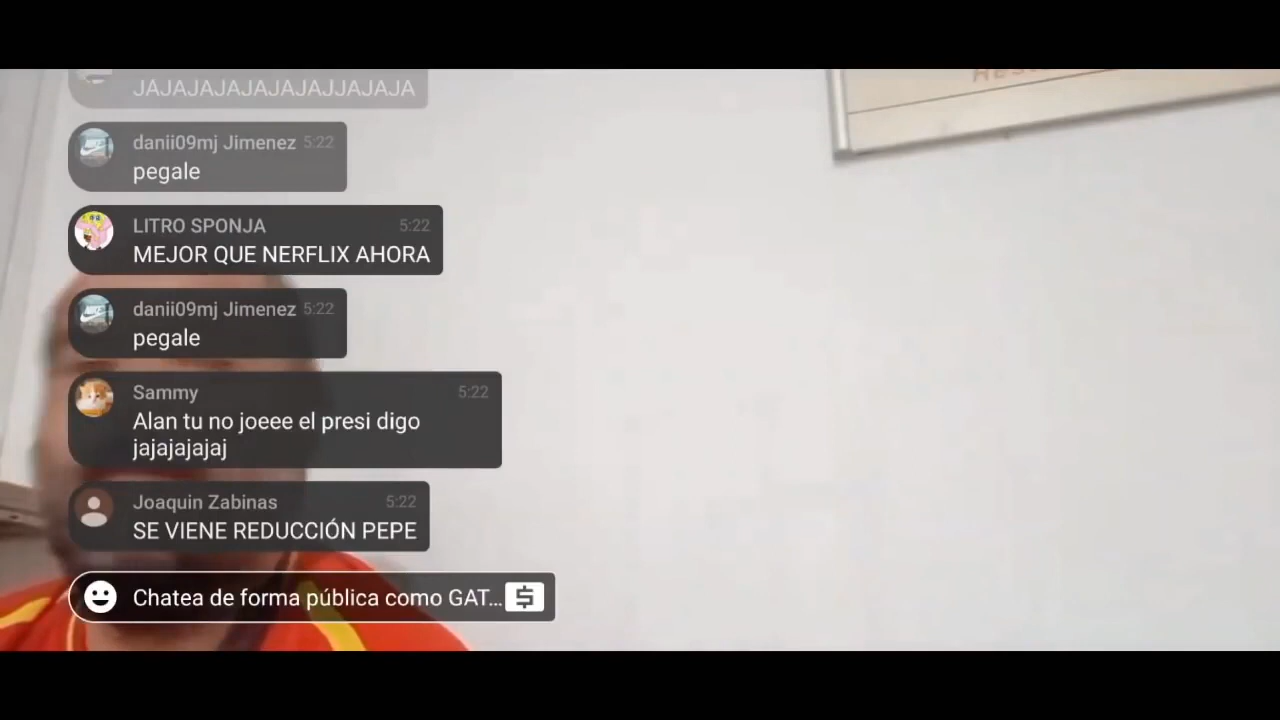 JAJAJAJAJAJAJAJJAJAJA
danii09mj Jimenez 5:22
pegale
LITRO SPONJA 5:22
MEJOR QUE NERFLIX AHORA
danii09mj Jimenez 5:22
pegale
Sammy 5:22
Alan tu no joeee el presi digo
jajajajajaj
Joaquin Zabinas 5:22
SE VIENE REDUCCIÓN PEPE
Chatea de forma pública como GAT...